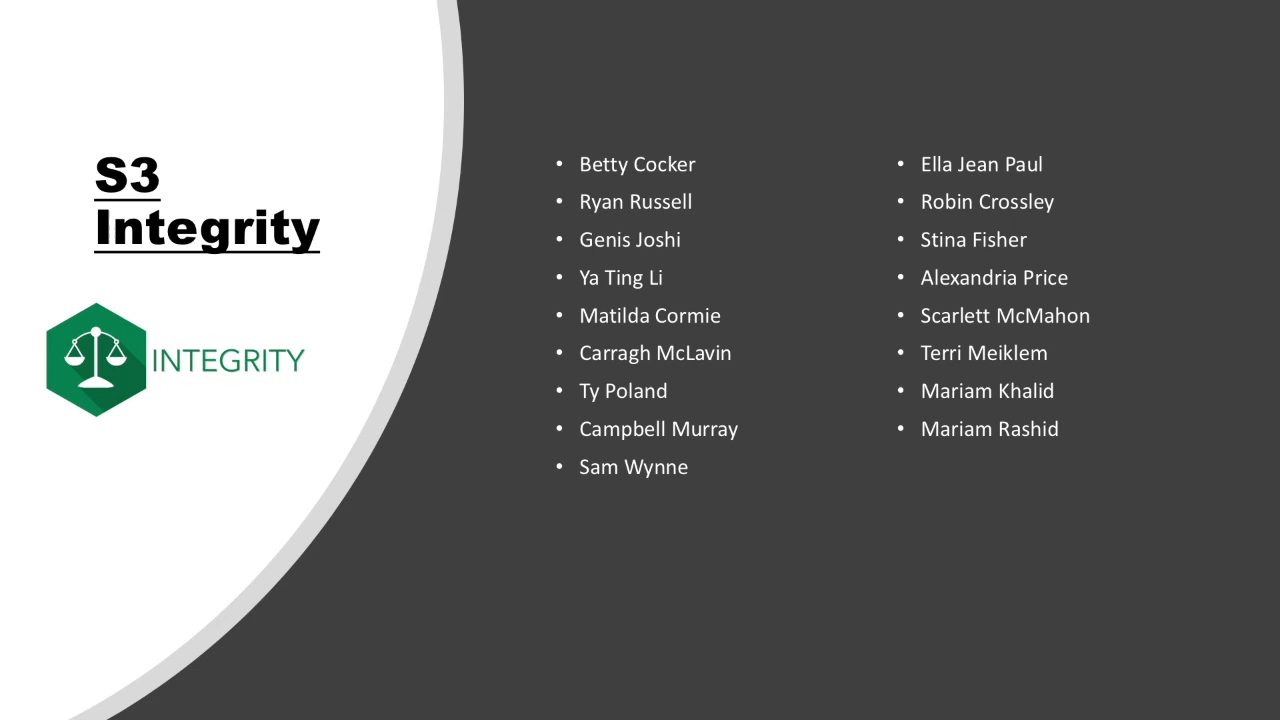 S3
Integrity
INTEGRITY
• Betty Cocker
• Ryan Russell
• Genis Joshi
• Ya Ting Li
• Matilda Cormie
• Carragh McLavin
• Ty Poland
• Campbell Murray
• Sam Wynne
• Ella Jean Paul
• Robin Crossley
• Stina Fisher
• Alexandria Price
• Scarlett McMahon
• Terri Meiklem
• Mariam Khalid
• Mariam Rashid